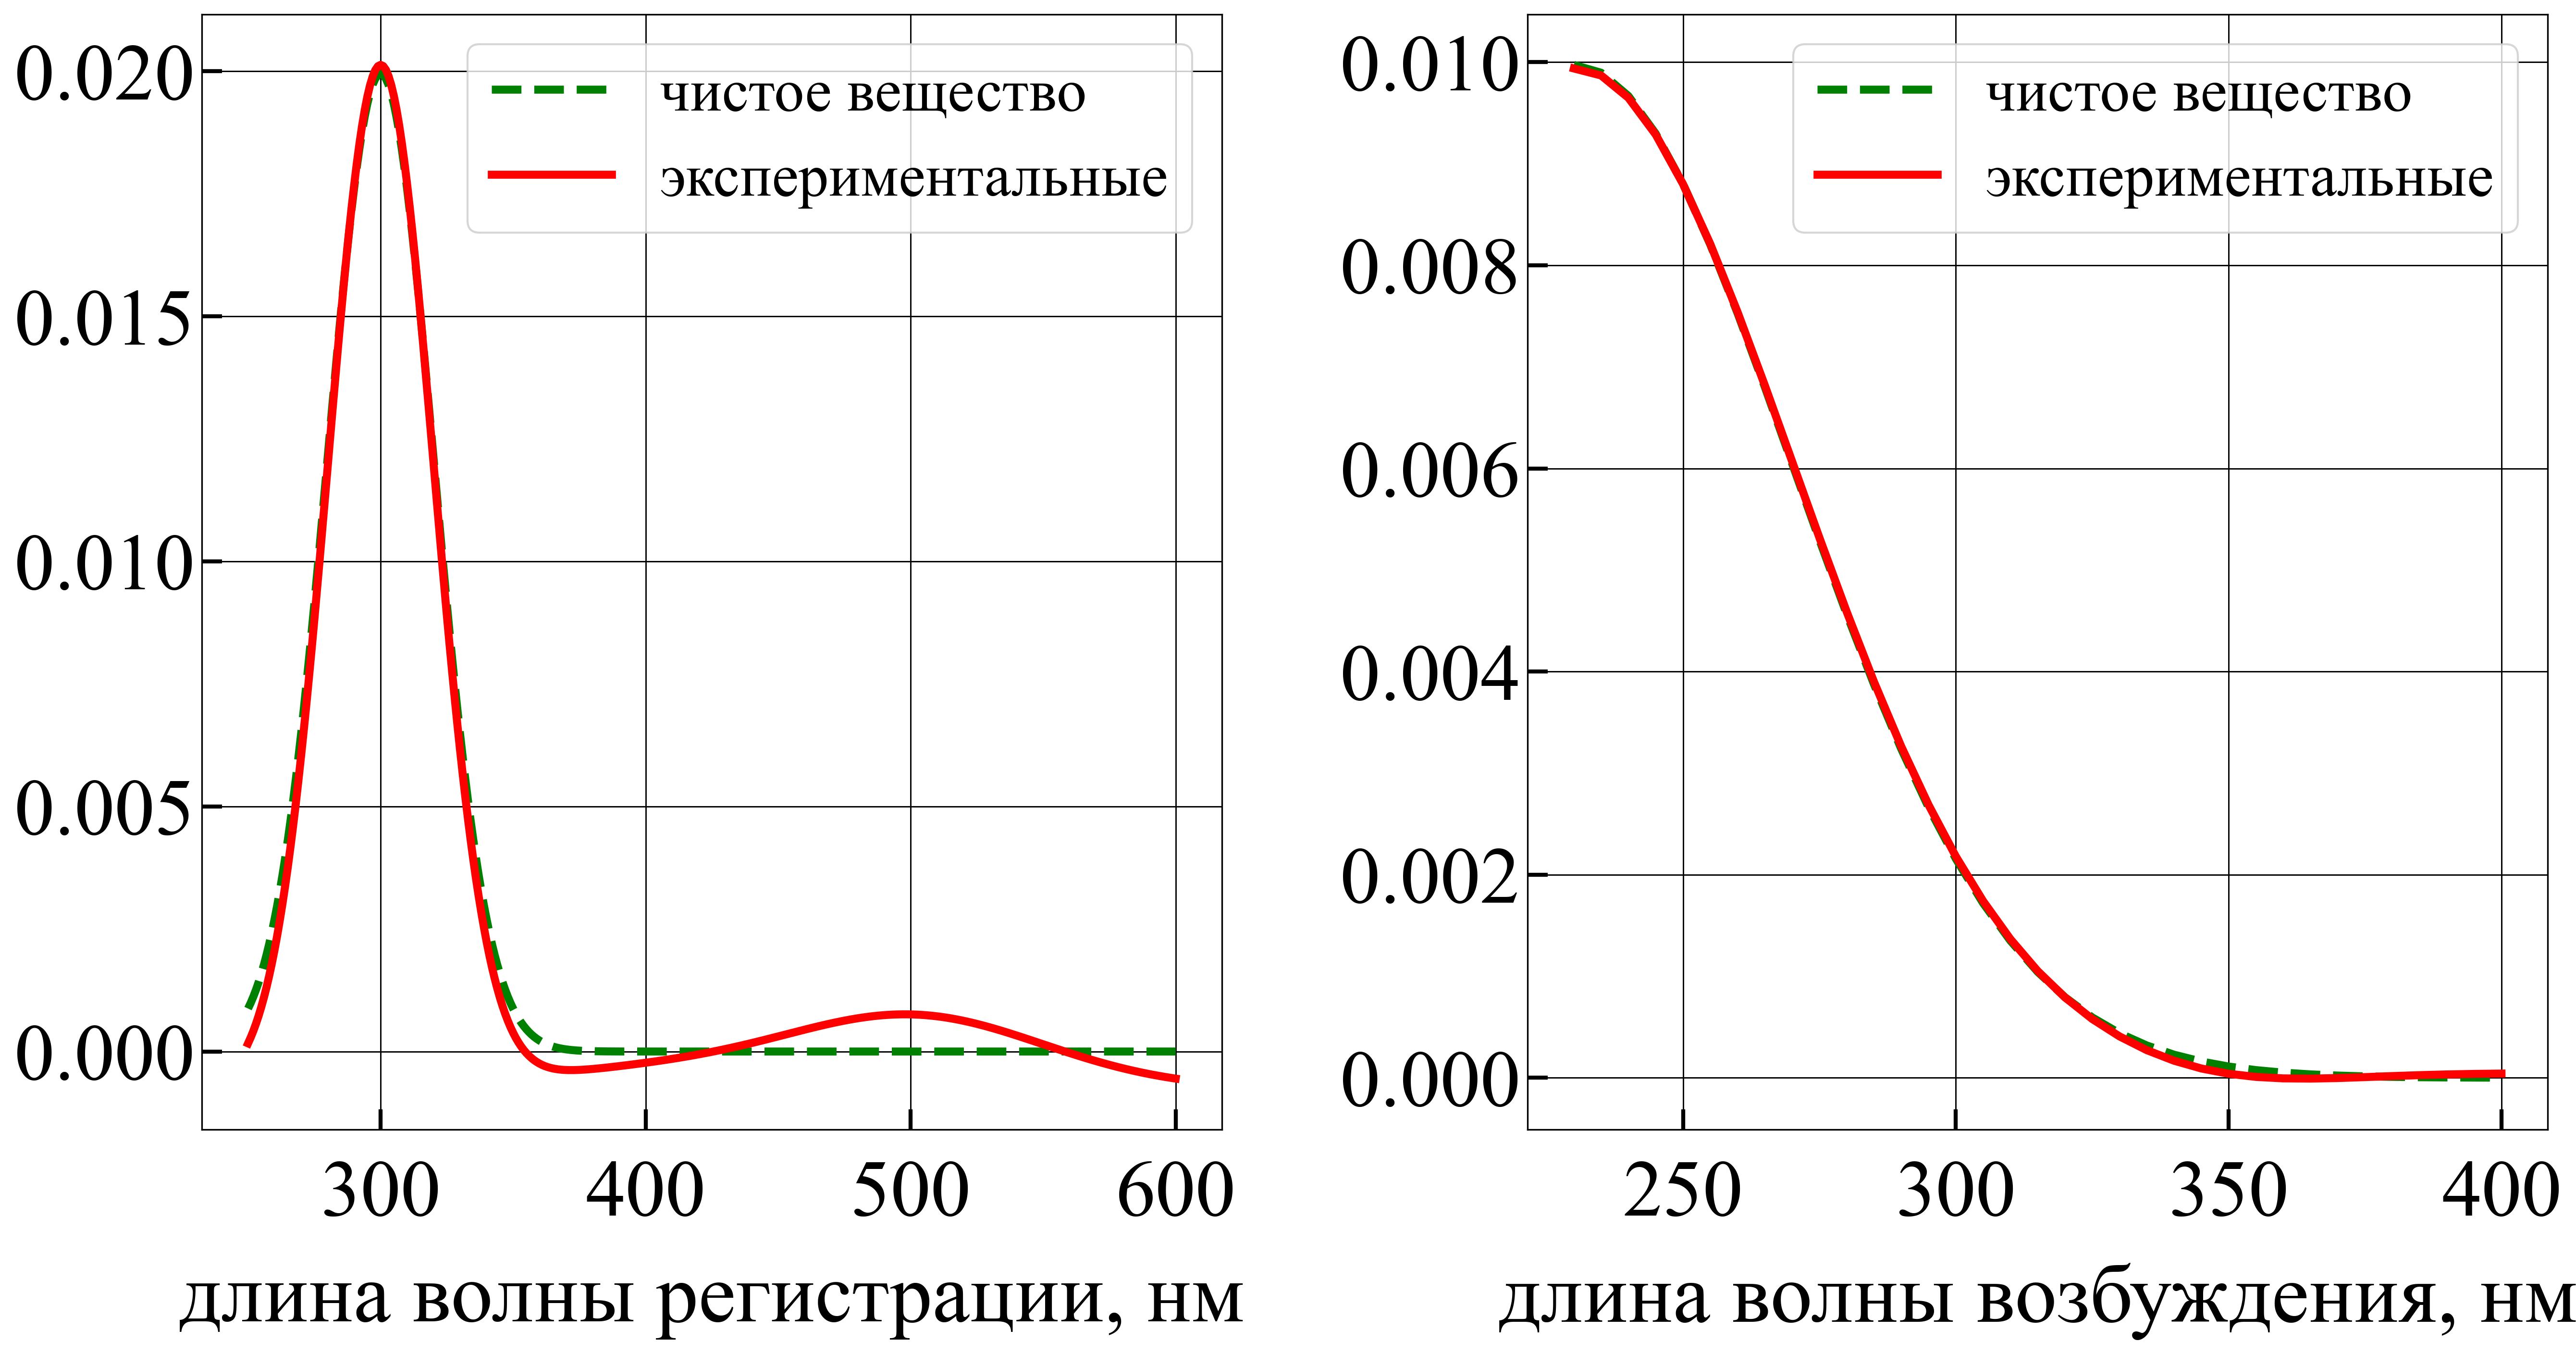 0.020
0.015
0.010
0.005
0.000
чистое вещество
экспериментальные
300 400 500 600
длина волны регистрации, нм
0.010
0.008
0.006
0.004
0.002
0.000
чистое вещество
экспериментальные
250 300 350 400
длина волны возбуждения, нм